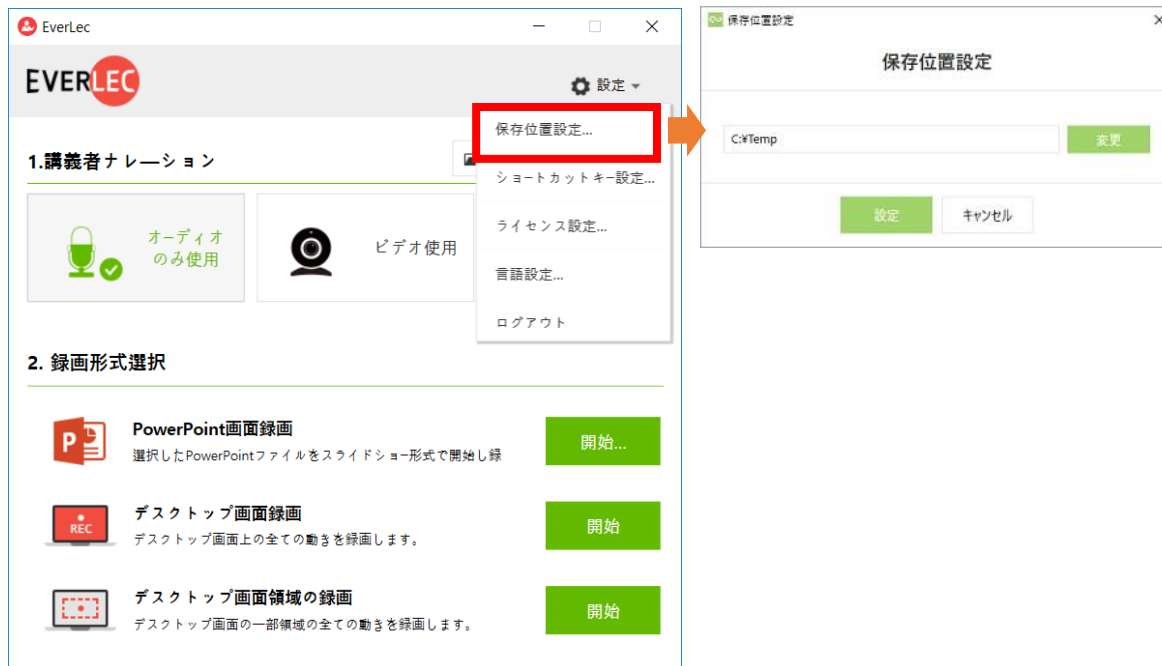 EverLec
EVERLEC
設定
保存位置設定...
ショートカットキー設定...
ライセンス設定...
言語設定...
ログアウト
1.講義者ナレーション
オーディオ
のみ使用
ビデオ使用
2. 録画形式選択
PowerPoint画面録画
選択したPowerPointファイルをスライドショー形式で開始し録
開始...
REC
デスクトップ画面録画
デスクトップ画面上の全ての動きを録画します。
開始
デスクトップ画面領域の録画
デスクトップ画面の一部領域の全ての動きを録画します。
開始
保存位置設定
保存位置設定
C:¥Temp
変更
設定
キャンセル